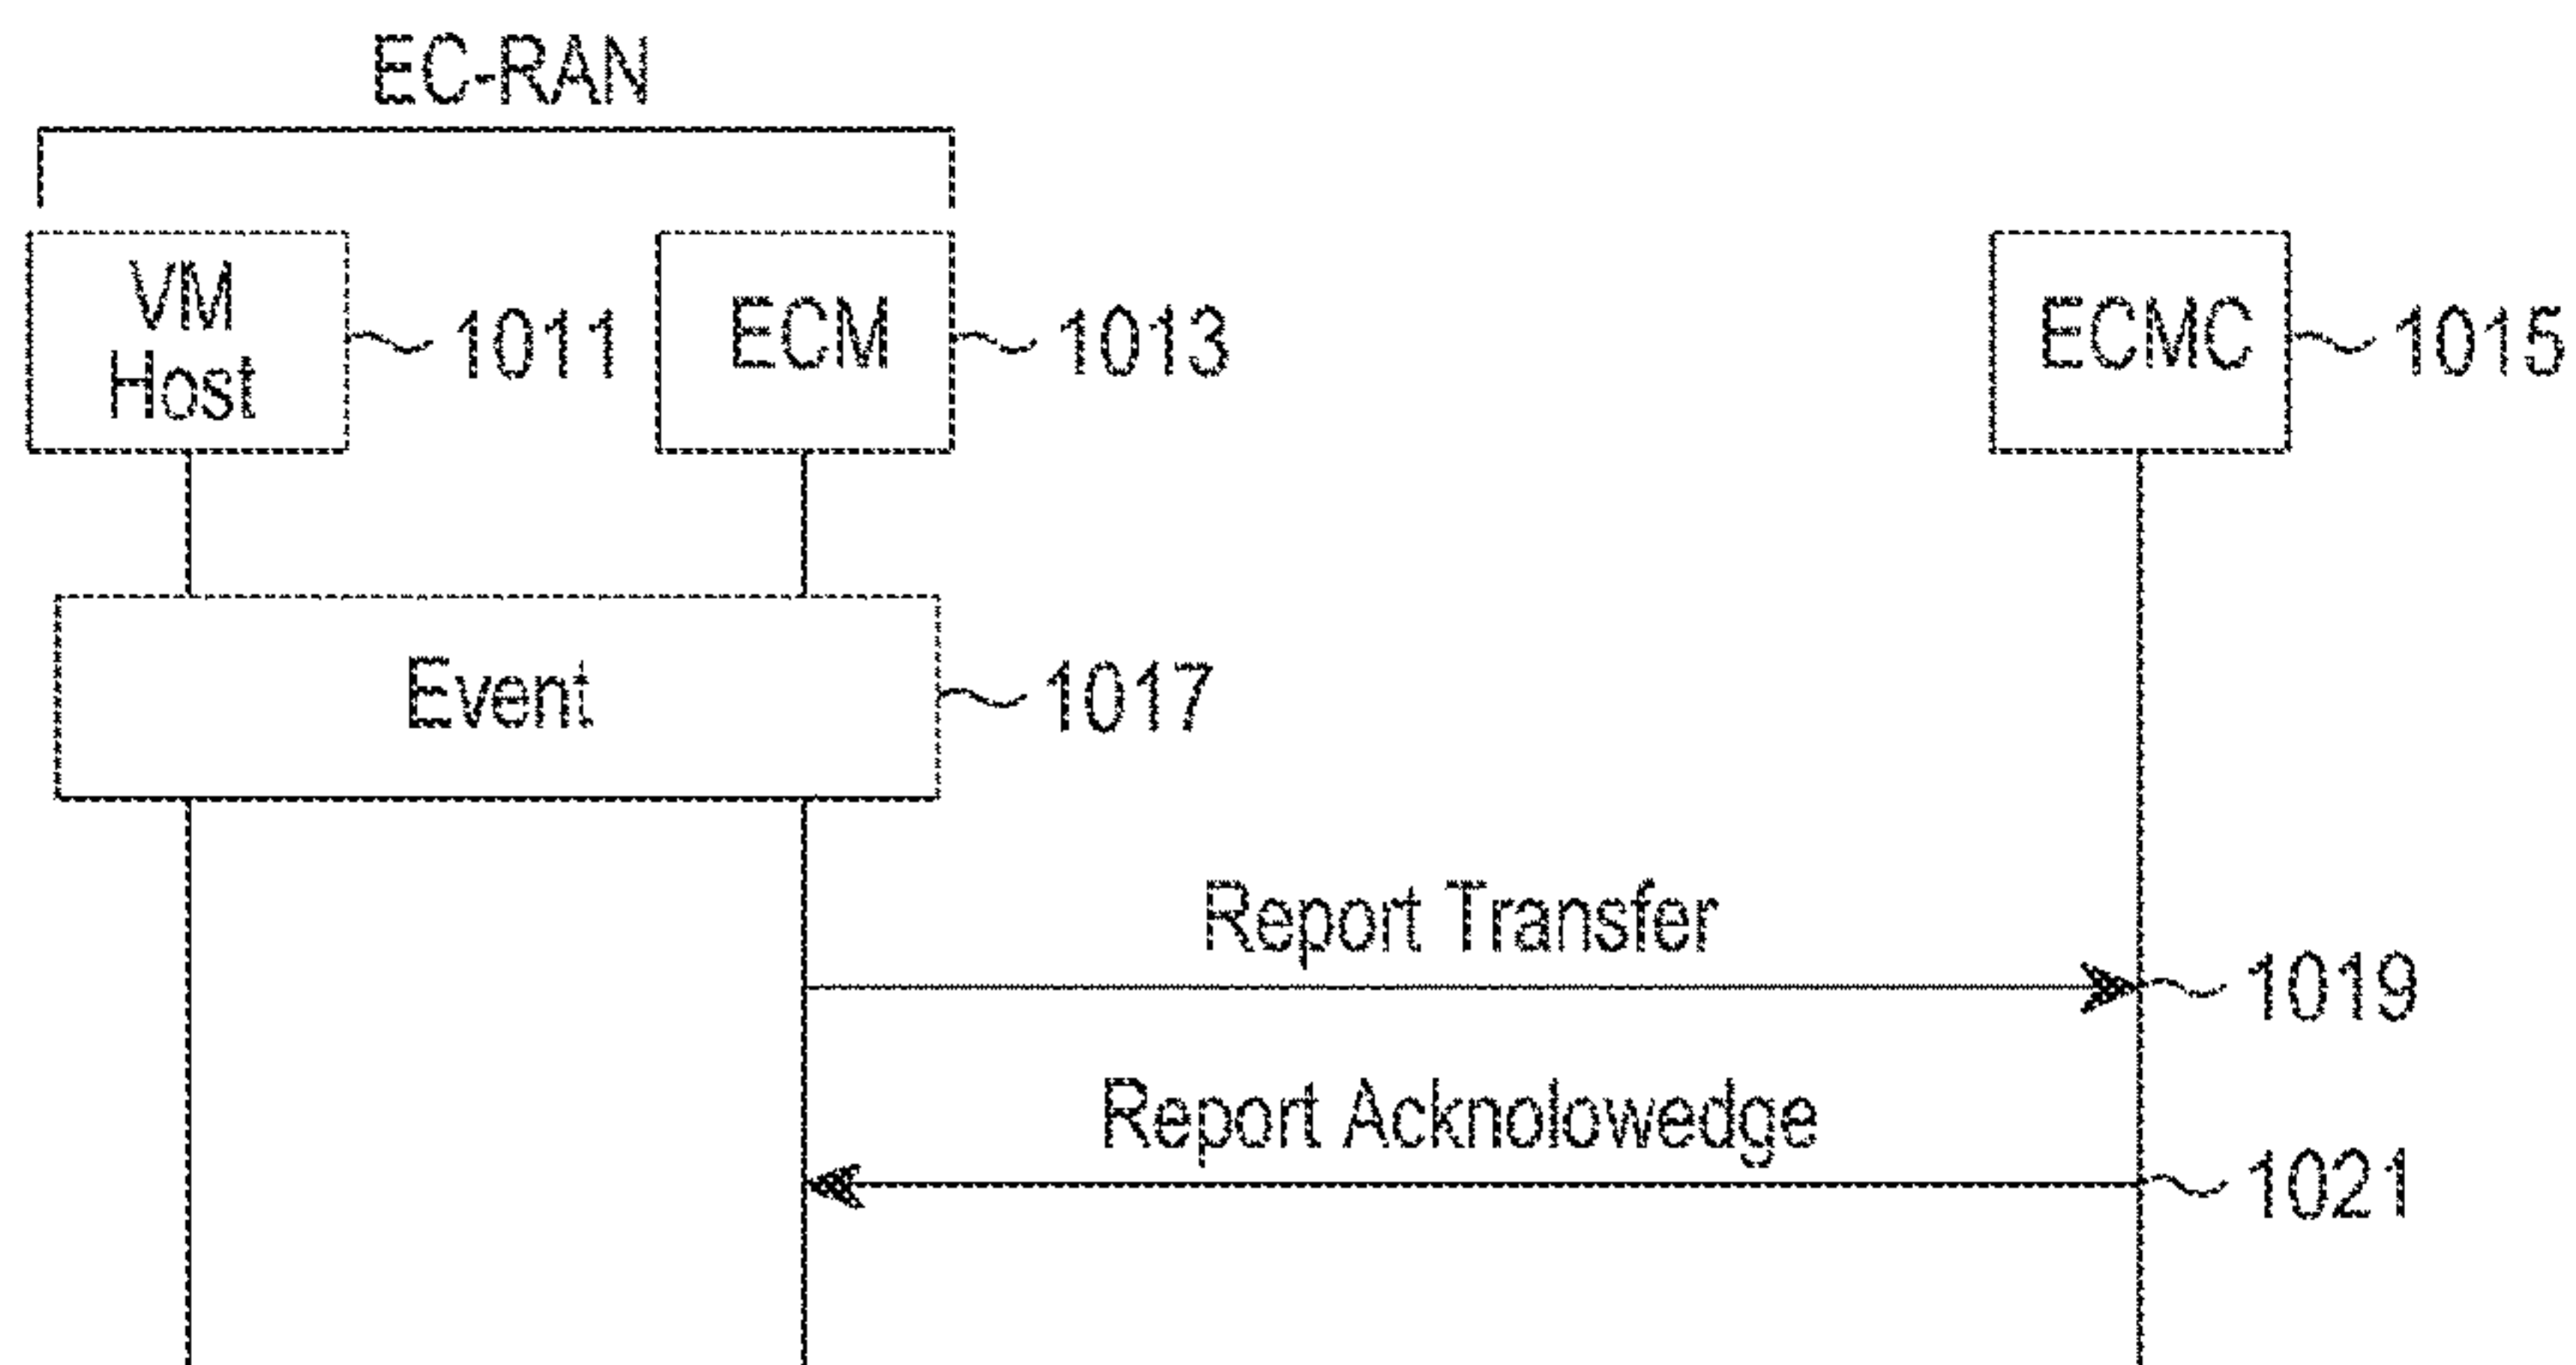 EC-RAN
VM
Host
1011
ECM
1013
ECMC
1015
Event
1017
Report Transfer
1019
Report Acknolowedge
1021